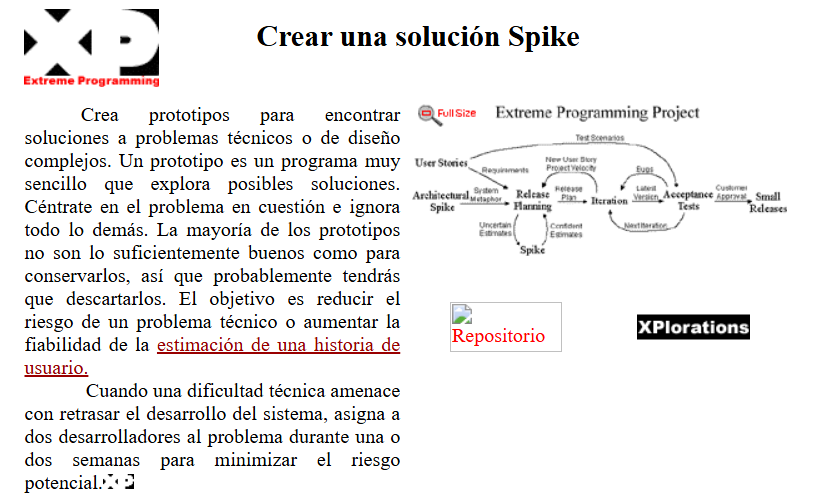 XP
Extreme Programming
Crear una solución Spike
Crea prototipos para encontrar
soluciones a problemas técnicos o de diseño
complejos. Un prototipo es un programa muy
sencillo que explora posibles soluciones.
Céntrate en el problema en cuestión e ignora
todo lo demás. La mayoría de los prototipos
no son lo suficientemente buenos como para
conservarlos, así que probablemente tendrás
que descartarlos. El objetivo es reducir el
riesgo de un problema técnico o aumentar la
fiabilidad de la estimación de una historia de
usuario.
Cuando una dificultad técnica amenace
con retrasar el desarrollo del sistema, asigna a
dos desarrolladores al problema durante una o
dos semanas para minimizar el riesgo
potencial.XP
Full Size
Extreme Programming Project
Test Scenarios
User Stories
Requirements
New User Story
Project Velocity
Bugs
Architectural
Spike
System
Metaphor
Release
Planning
Release
Plan
Iteration
Latest
Version
Acceptance
Tests
Customer
Approval
Small
Releases
Uncertain
Estimates
Confident
Estimates
Next Iteration
Spike
Repositorio
XPlorations